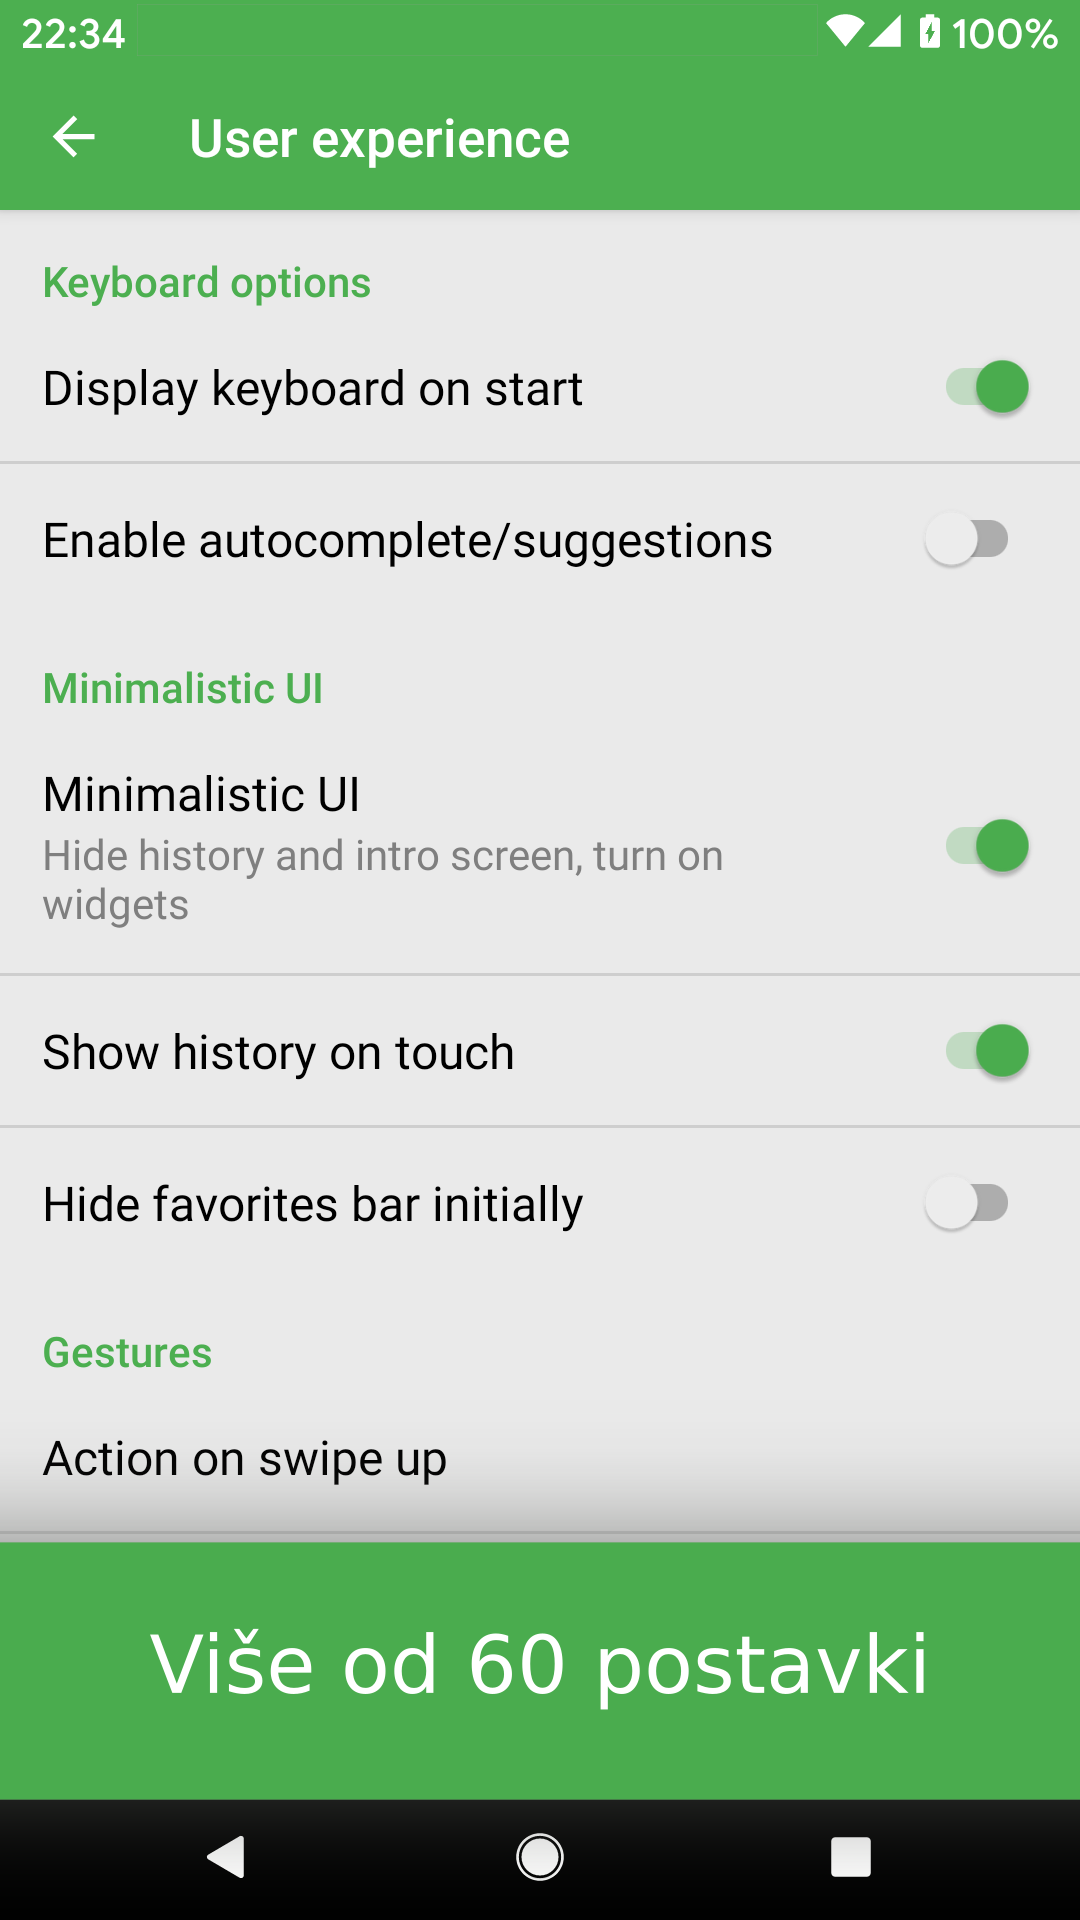 22:34 100%
User experience
Keyboard options
Display keyboard on start
Enable autocomplete/suggestions
Minimalistic UI
Minimalistic UI
Hide history and intro screen, turn on
widgets
Show history on touch
Hide favorites bar initially
Gestures
Action on swipe up
Više od 60 postavki